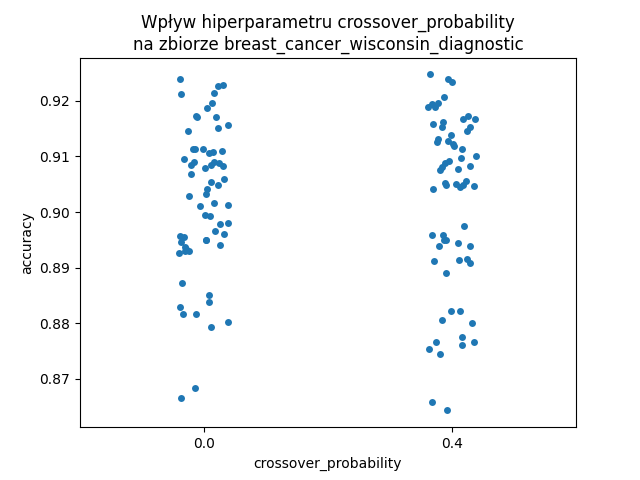 Wpływ hiperparametru crossover_probability
na zbiorze breast_cancer_wisconsin_diagnostic
0.92
0.91
0.90
0.89
0.88
0.87
accuracy
0.0
0.4
crossover_probability